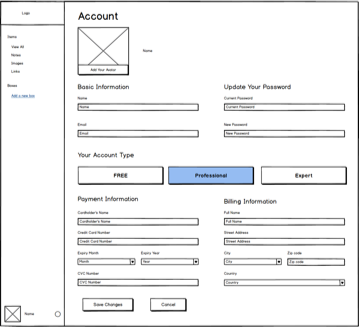 Logo
Items
View All
Notes
Images
Links
Boxes
Add a new box
Name
Account
Add Your Avatar
Name
Basic Information
Name
Name
Email
Email
Update Your Password
Current Password
Current Password
New Password
New Password
Your Account Type
FREE
Professional
Expert
Payment Information
Cardholder's Name
Cardholder's Name
Credit Card Number
Credit Card Number
Expiry Month
Expiry Year
Month
Year
CVC Number
CVC Number
Billing Information
Full Name
Full Name
Street Address
Street Address
City
Zip code
City
Zip code
Country
Country
Save Changes
Cancel